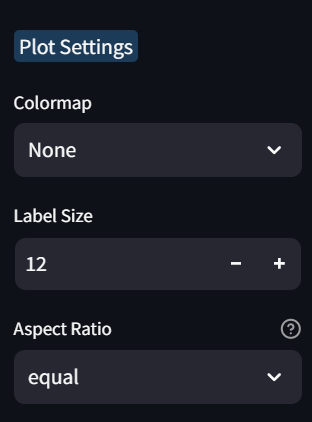 Plot Settings
Colormap
None
Label Size
12
Aspect Ratio
equal